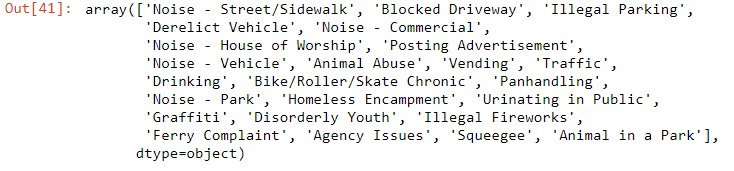 Out[41]: array(['Noise - Street/Sidewalk', 'Blocked Driveway', 'Illegal Parking',
'Derelict Vehicle', 'Noise - Commercial',
'Noise - House of Worship', 'Posting Advertisement',
'Noise - Vehicle', 'Animal Abuse', 'Vending', 'Traffic',
'Drinking', 'Bike/Roller/Skate Chronic', 'Panhandling',
'Noise - Park', 'Homeless Encampment', 'Urinating in Public',
'Graffiti', 'Disorderly Youth', 'Illegal Fireworks',
'Ferry Complaint', 'Agency Issues', 'Squeegee', 'Animal in a Park'],
dtype=object)